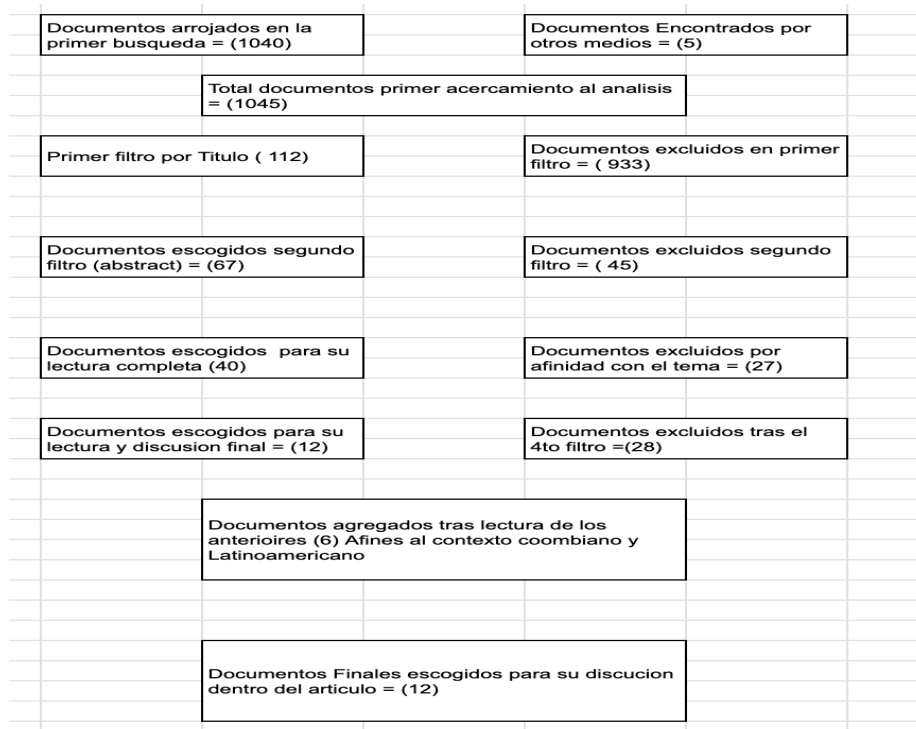 Documentos arrojados en la
primer busqueda = (1040)
Documentos Encontrados por
otros medios = (5)
Total documentos primer acercamiento al analisis
= (1045)
Primer filtro por Titulo ( 112)
Documentos excluidos en primer
filtro = ( 933)
Documentos escogidos segundo
filtro (abstract) = (67)
Documentos excluidos segundo
filtro = ( 45)
Documentos escogidos  para su
lectura completa (40)
Documentos excluidos por
afinidad con el tema = (27)
Documentos escogidos para su
lectura y discusion final = (12)
Documentos excluidos tras el
4to filtro =(28)
Documentos agregados tras lectura de los
anterioires (6) Afines al contexto coombiano y
Latinoamericano
Documentos Finales escogidos para su discucion
dentro del articulo = (12)